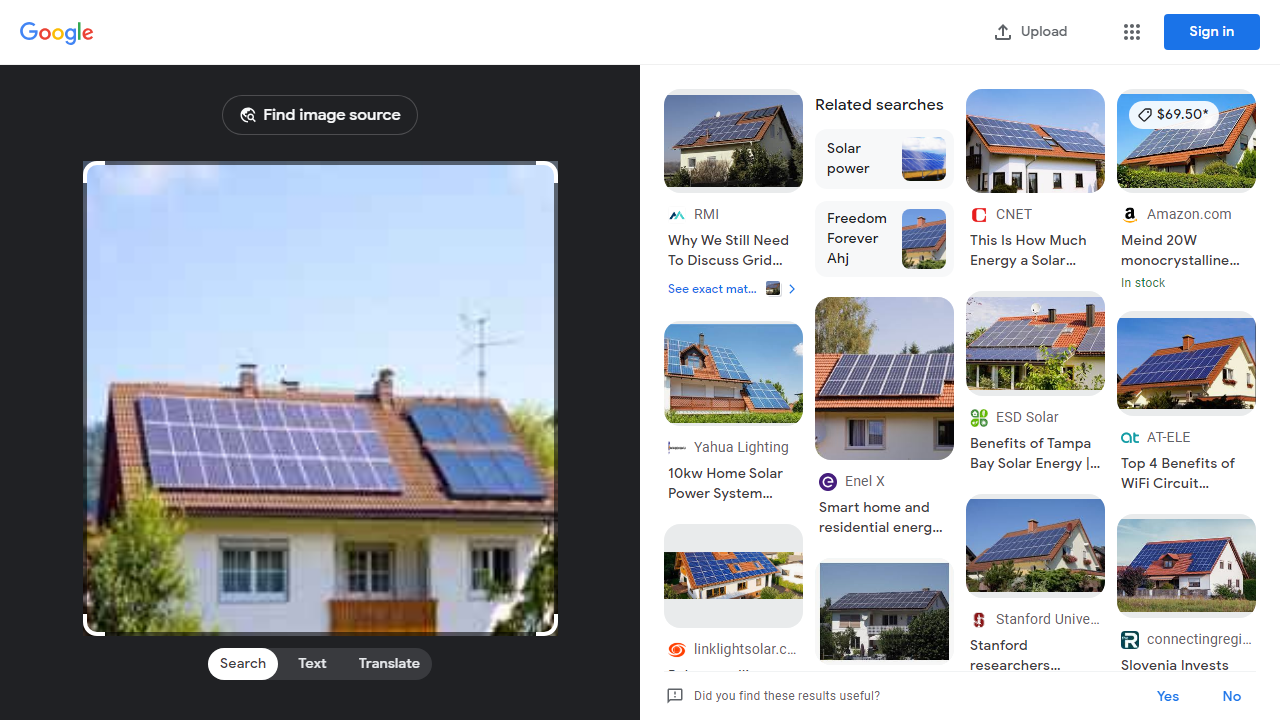 Google
Upload
Sign in
Find image source
Search
Text
Translate
RMI
Why We Still Need
To Discuss Grid...
See exact mat...
Yahua Lighting
10kw Home Solar
Power System...
linklightsolar.c...
Related searches
Solar
power
Freedom
Forever
Ahj
Enel X
Smart home and
residential energ...
CNET
This Is How Much
Energy a Solar...
ESD Solar
Benefits of Tampa
Bay Solar Energy |...
Stanford Unive...
Stanford
researchers...
$69.50*
Amazon.com
Meind 20W
monocrystalline...
In stock
AT-ELE
Top 4 Benefits of
WiFi Circuit...
connectingregi...
Slovenia Invests
Did you find these results useful?
Yes
No